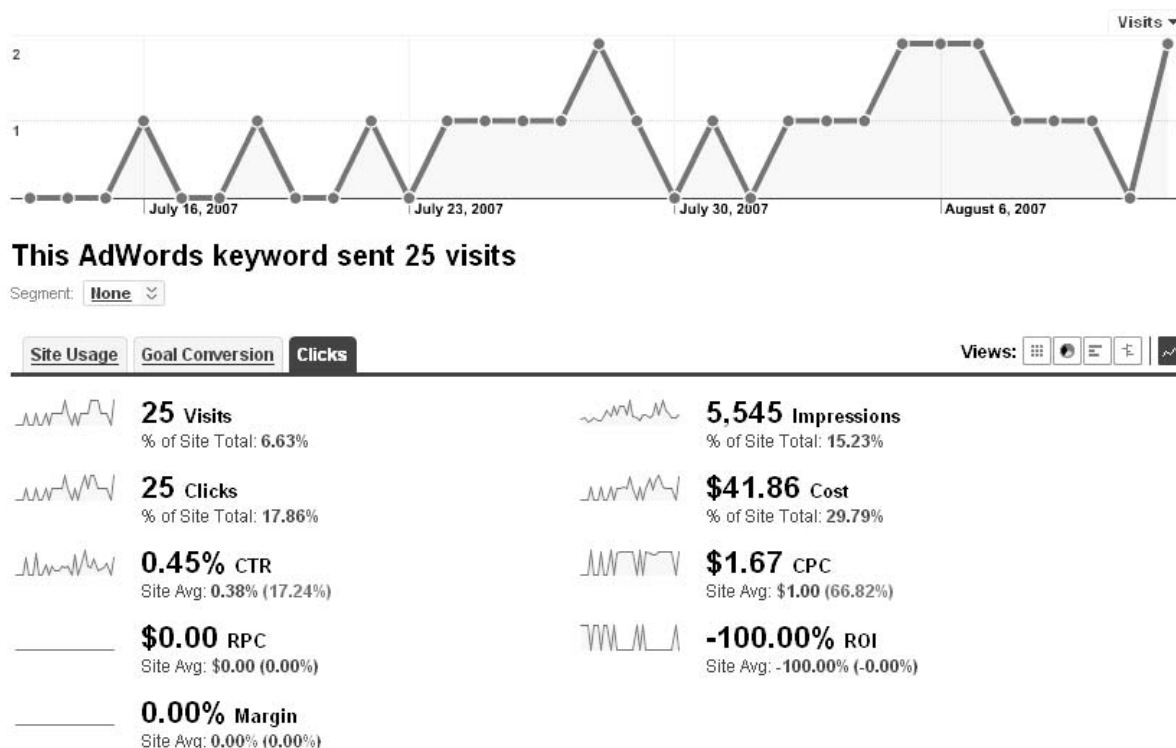 Visits
2
1
July 16, 2007 July 23, 2007 July 30, 2007 August 6, 2007
This AdWords keyword sent 25 visits
Segment: None
Site Usage Goal Conversion Clicks Views:
25 Visits
% of Site Total: 6.63%
5,545 Impressions
% of Site Total: 15.23%
25 Clicks
% of Site Total: 17.86%
$41.86 Cost
% of Site Total: 29.79%
0.45% CTR
Site Avg: 0.38% (17.24%)
$1.67 CPC
Site Avg: $1.00 (66.82%)
$0.00 RPC
Site Avg: $0.00 (0.00%)
-100.00% ROI
Site Avg: -100.00% (-0.00%)
0.00% Margin
Site Avg: 0.00% (0.00%)